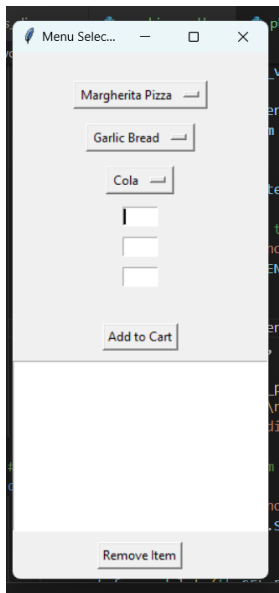 Menu Selec...
Margherita Pizza
Garlic Bread
Cola
Add to Cart
Remove Item